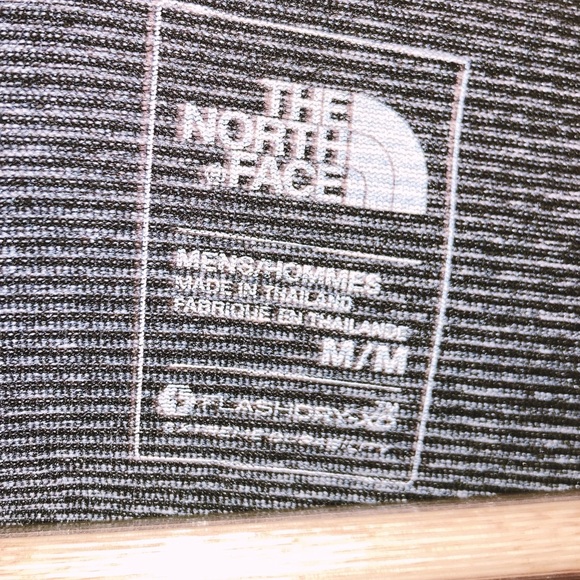 THE
NORTH
FACE
MENS/HOMMES
MADE IN THAILAND
FABRIQUE EN THAILANDE
M/M
FLASHDRY-XD